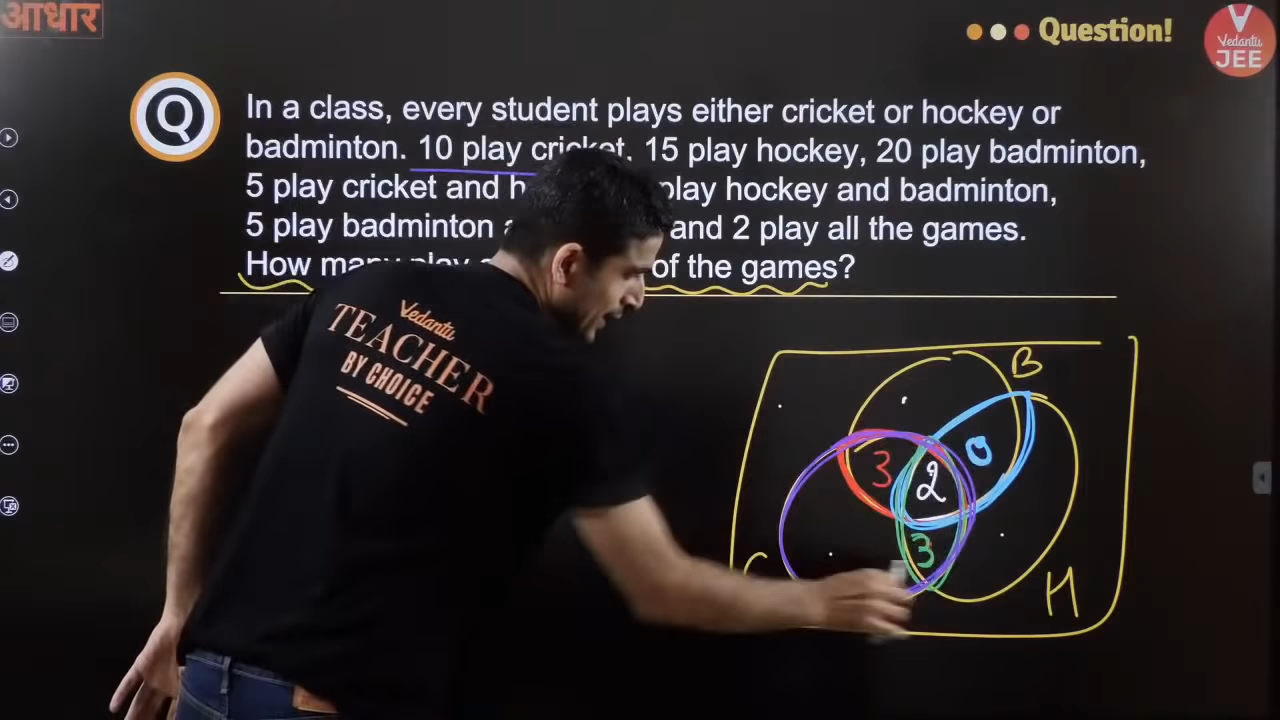 आधार
Question!
Vedantu
JEE
Q
In a class, every student plays either cricket or hockey or
badminton. 10 play cricket, 15 play hockey, 20 play badminton,
5 play cricket and play hockey and badminton,
5 play badminton and 2 play all the games.
How many play of the games?
Vedantu
TEACHER
BY CHOICE
B
3
0
2
3
C
H